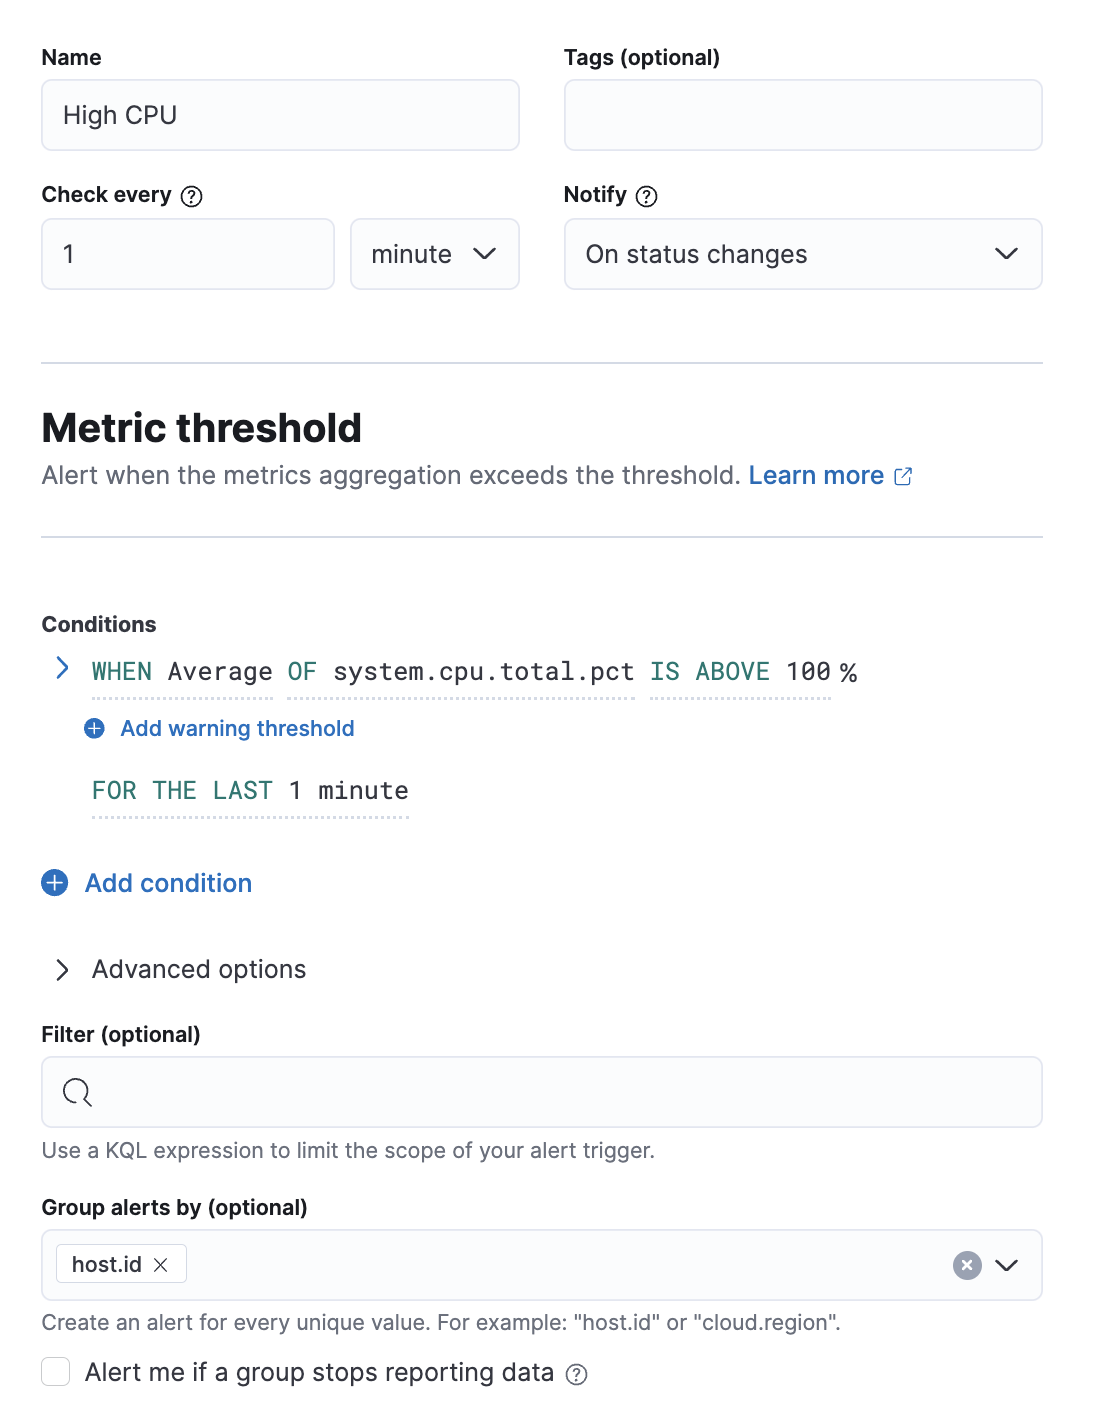 Name
Tags (optional)
High CPU
Check every
Notify
1
minute
On status changes
Metric threshold
Alert when the metrics aggregation exceeds the threshold. Learn more
Conditions
WHEN Average OF system.cpu.total.pct IS ABOVE 100 %
Add warning threshold
FOR THE LAST 1 minute
Add condition
Advanced options
Filter (optional)
Use a KQL expression to limit the scope of your alert trigger.
Group alerts by (optional)
host.id
Create an alert for every unique value. For example: "host.id" or "cloud.region".
Alert me if a group stops reporting data